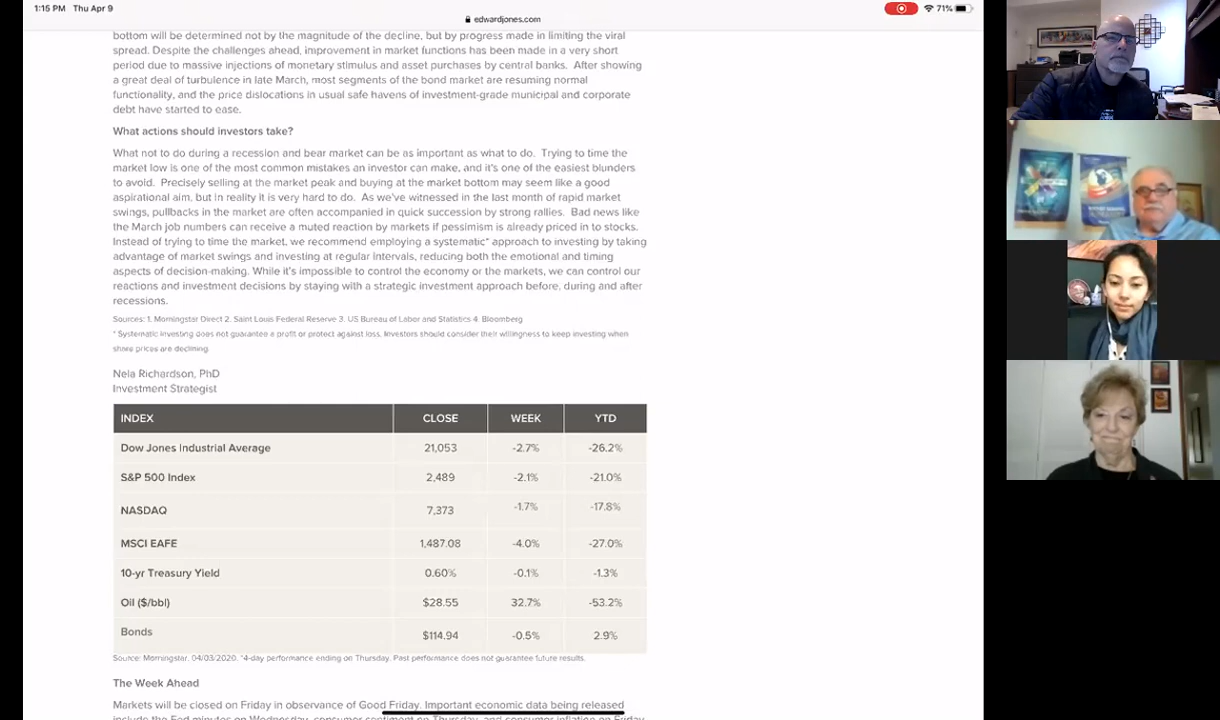 1:15 PM Thu Apr 9
71%
edwardjones.com
bottom will be determined not by the magnitude of the decline, but by progress made in limiting the viral
spread. Despite the challenges ahead, improvement in market functions has been made in a very short
period due to massive injections of monetary stimulus and asset purchases by central banks. After showing
a great deal of turbulence in late March, most segments of the bond market are resuming normal
functionality, and the price dislocations in usual safe havens of investment-grade municipal and corporate
debt have started to ease.
What actions should investors take?
What not to do during a recession and bear market can be as important as what to do. Trying to time the
market low is one of the most common mistakes an investor can make, and it's one of the easiest blunders
to avoid. Precisely selling at the market peak and buying at the market bottom may seem like a good
aspirational aim, but in reality it is very hard to do. As we've witnessed in the last month of rapid market
swings, pullbacks in the market are often accompanied in quick succession by strong rallies. Bad news like
the March job numbers can receive a muted reaction by markets if pessimism is already priced in to stocks.
Instead of trying to time the market, we recommend employing a systematic* approach to investing by taking
advantage of market swings and investing at regular intervals, reducing both the emotional and timing
aspects of decision-making. While it's impossible to control the economy or the markets, we can control our
reactions and investment decisions by staying with a strategic investment approach before, during and after
recessions.
Sources: 1. Morningstar Direct 2. Saint Louis Federal Reserve 3. US Bureau of Labor and Statistics 4. Bloomberg
* Systematic investing does not guarantee a profit or protect against loss. Investors should consider their willingness to keep investing when
share prices are declining.
Nela Richardson, PhD
Investment Strategist
INDEX CLOSE WEEK YTD
Dow Jones Industrial Average 21,053 -2.7% -26.2%
S&P 500 Index 2,489 -2.1% -21.0%
NASDAQ 7,373 -1.7% -17.8%
MSCI EAFE 1,487.08 -4.0% -27.0%
10-yr Treasury Yield 0.60% -0.1% -1.3%
Oil ($/bbl) $28.55 32.7% -53.2%
Bonds $114.94 -0.5% 2.9%
Source: Morningstar, 04/03/2020. *4-day performance ending on Thursday. Past performance does not guarantee future results.
The Week Ahead
Markets will be closed on Friday in observance of Good Friday. Important economic data being released
include the Fed minutes on Wednesday, consumer sentiment on Thursday, and consumer inflation on Friday.